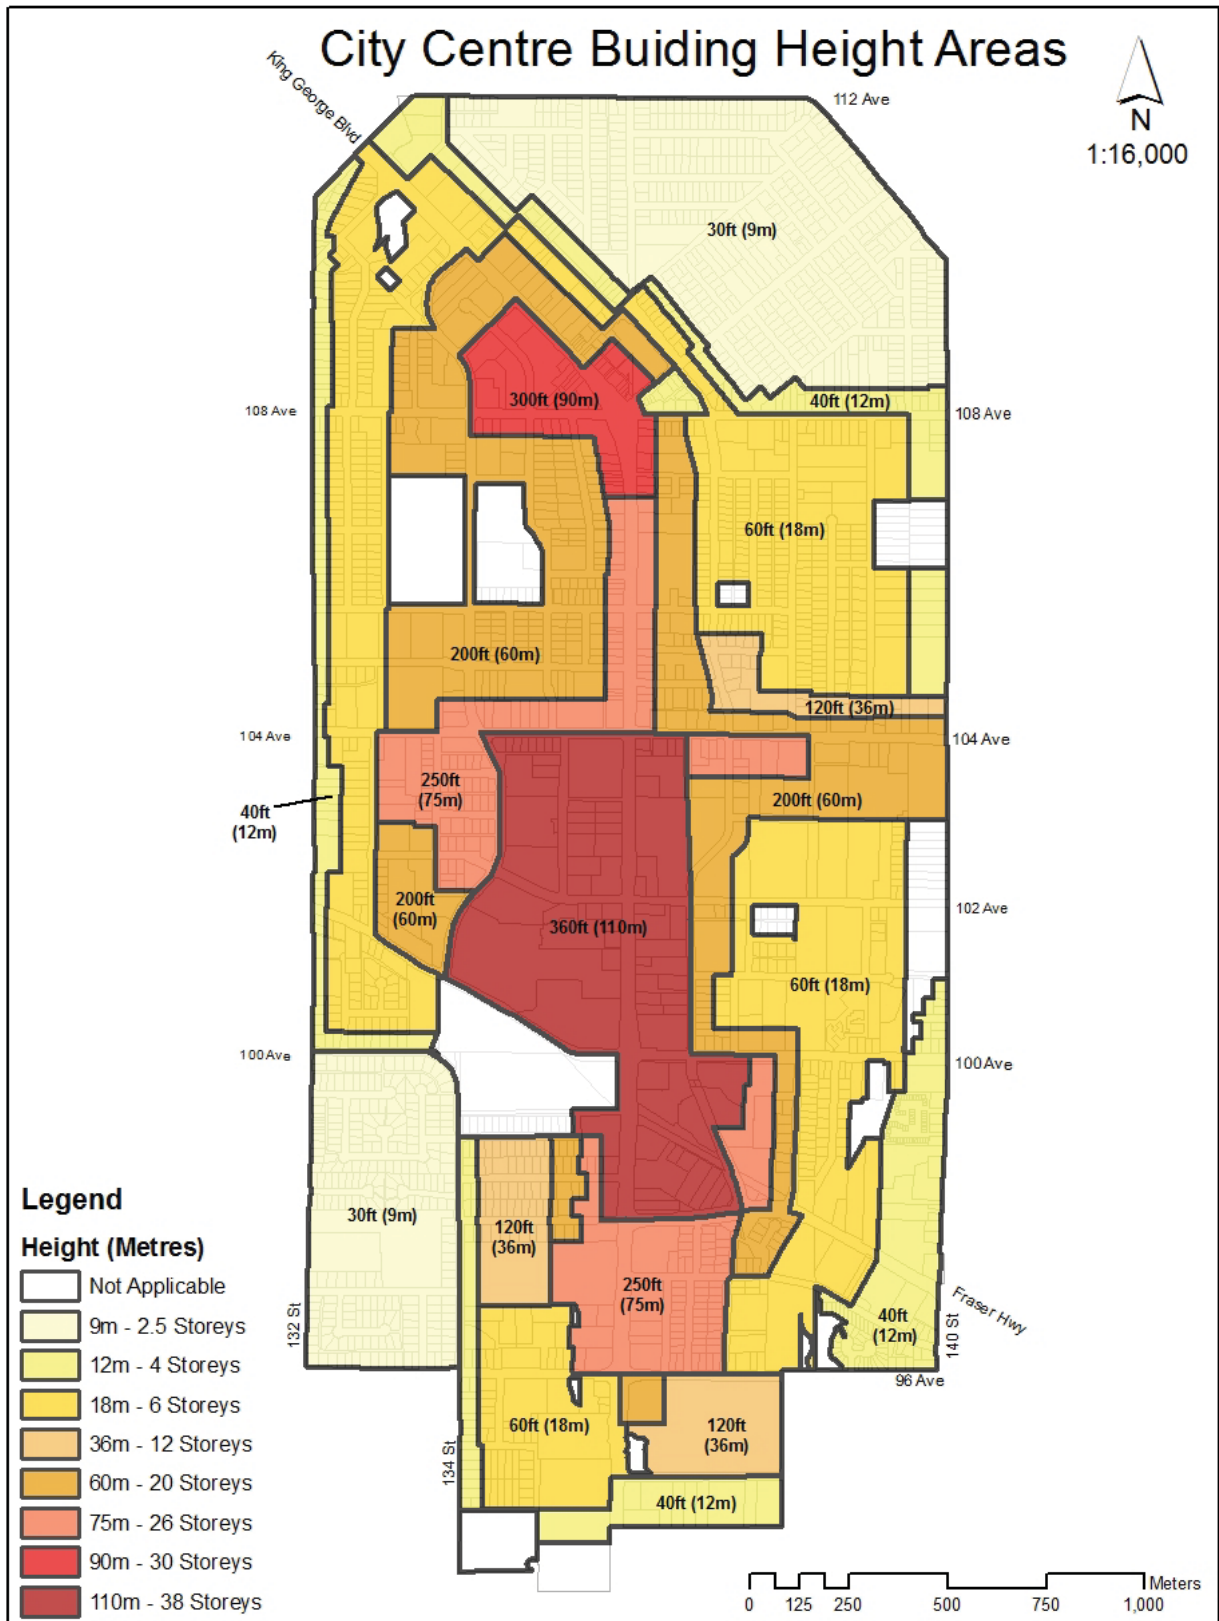 City Centre Buiding Height Areas
King George Blvd
112 Ave
N
1:16,000
30ft (9m)
300ft (90m)
40ft (12m)
108 Ave
108 Ave
60ft (18m)
200ft (60m)
120ft (36m)
104 Ave
104 Ave
250ft
(75m)
200ft (60m)
40ft
(12m)
200ft
(60m)
102 Ave
360ft (110m)
60ft (18m)
100 Ave
100 Ave
30ft (9m)
120ft
(36m)
250ft
(75m)
40ft
(12m)
Fraser Hwy
132 St
140 St
96 Ave
60ft (18m)
120ft
(36m)
134 St
40ft (12m)
Legend
Height (Metres)
Not Applicable
9m - 2.5 Storeys
12m - 4 Storeys
18m - 6 Storeys
36m - 12 Storeys
60m - 20 Storeys
75m - 26 Storeys
90m - 30 Storeys
110m - 38 Storeys
Meters
0 125 250 500 750 1,000